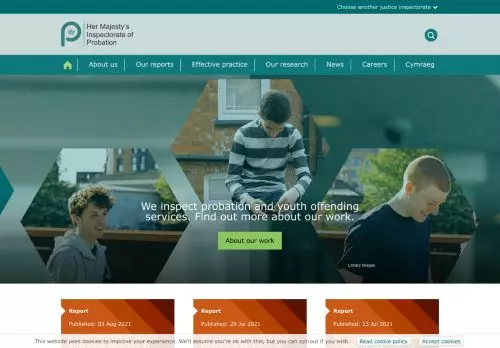 Choose another justice inspectorate
Her Majesty's
Inspectorate of
Probation
About us
Our reports
Effective practice
Our research
News
Careers
Cymraeg
We inspect probation and youth offending
services. Find out more about our work.
About our work
Library images
Report
Published: 03 Aug 2021
Report
Published: 29 Jul 2021
Report
Published: 13 Jul 2021
This website uses cookies to improve your experience. We'll assume you're ok with this, but you can opt-out if you wish.
Read cookie policy
Accept cookies